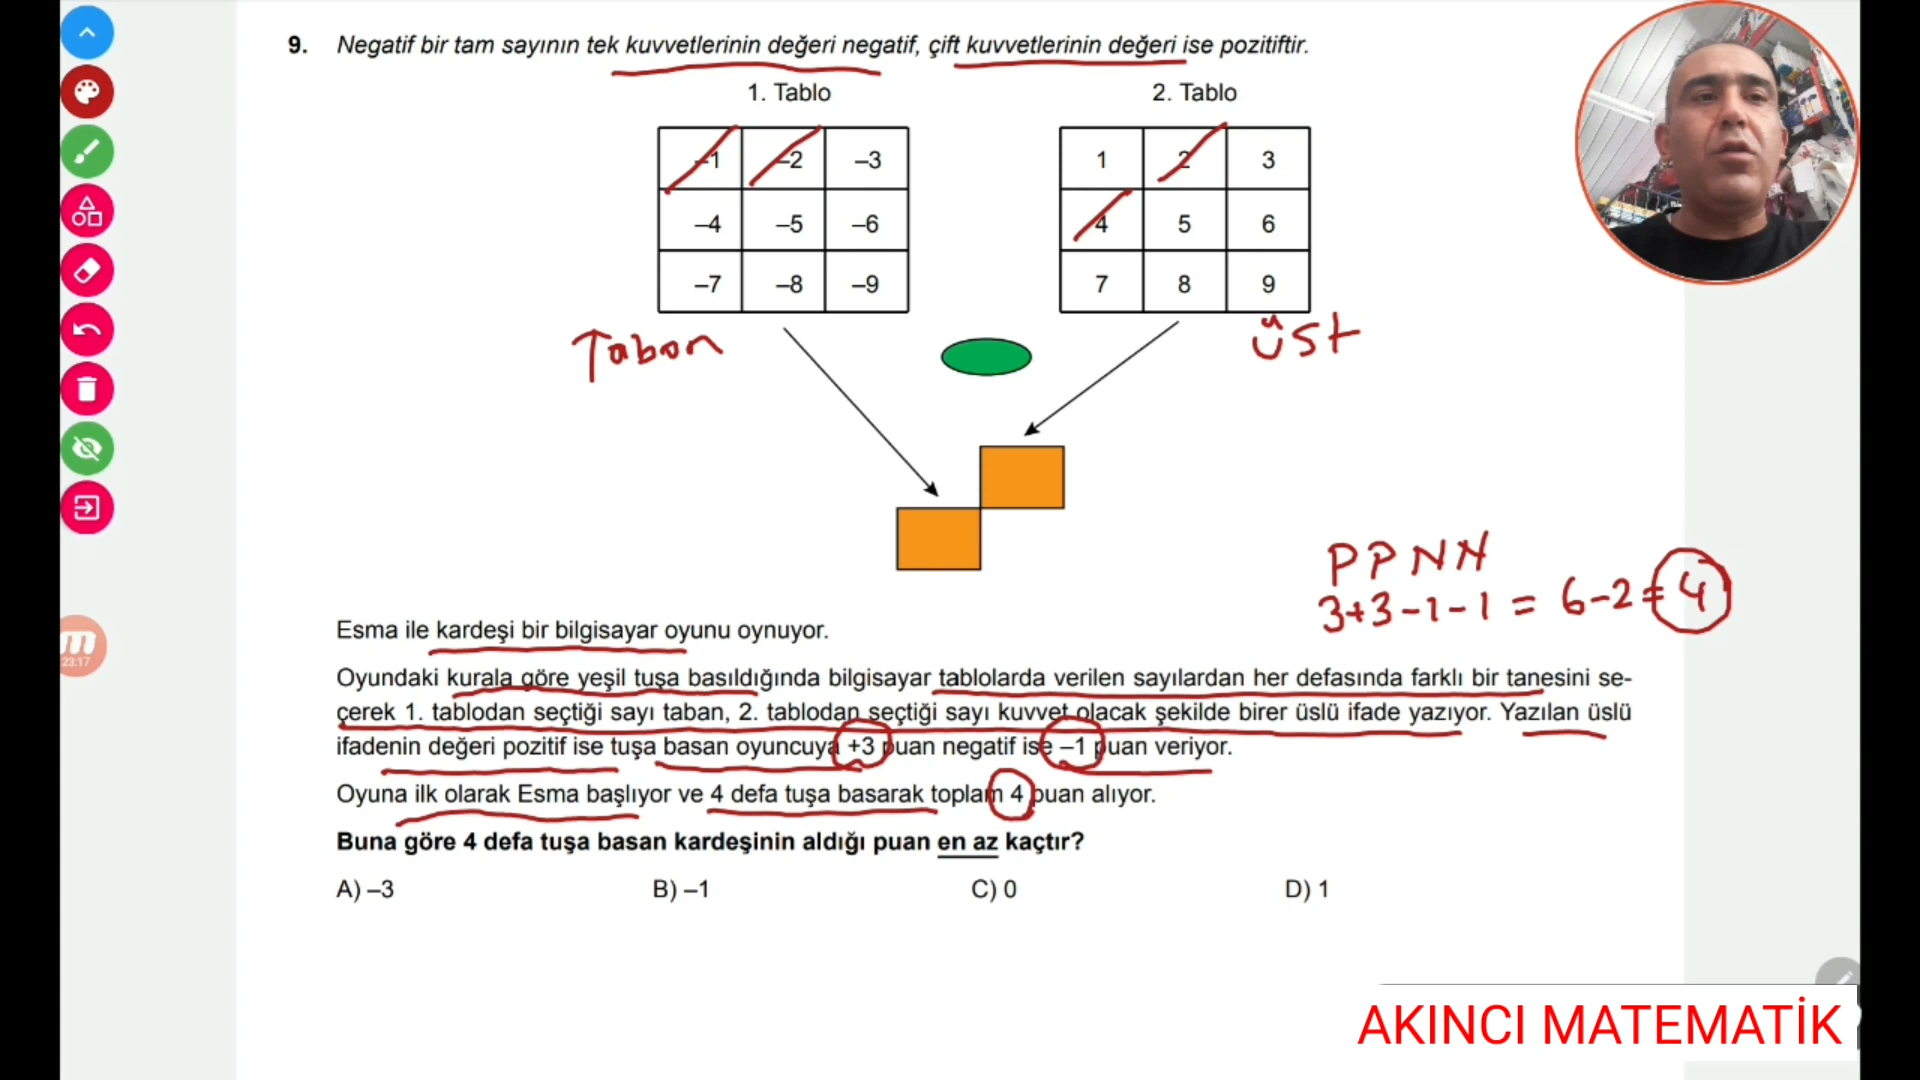 9. Negatif bir tam sayının tek kuvvetlerinin değeri negatif, çift kuvvetlerinin değeri ise pozitiftir.
1. Tablo
–1 –2 –3
–4 –5 –6
–7 –8 –9
Tabon
2. Tablo
1 2 3
4 5 6
7 8 9
üst
PPNN
3+3-1-1 = 6-2=4
Esma ile kardeşi bir bilgisayar oyunu oynuyor.
Oyundaki kurala göre yeşil tuşa basıldığında bilgisayar tablolarda verilen sayılardan her defasında farklı bir tanesini se-
çerek 1. tablodan seçtiği sayı taban, 2. tablodan seçtiği sayı kuvvet olacak şekilde birer üslü ifade yazıyor. Yazılan üslü
ifadenin değeri pozitif ise tuşa basan oyuncuya +3 puan negatif ise –1 puan veriyor.
Oyuna ilk olarak Esma başlıyor ve 4 defa tuşa basarak toplam 4 puan alıyor.
Buna göre 4 defa tuşa basan kardeşinin aldığı puan en az kaçtır?
A) –3 B) –1 C) 0 D) 1
m
23:17
AKINCI MATEMATİK